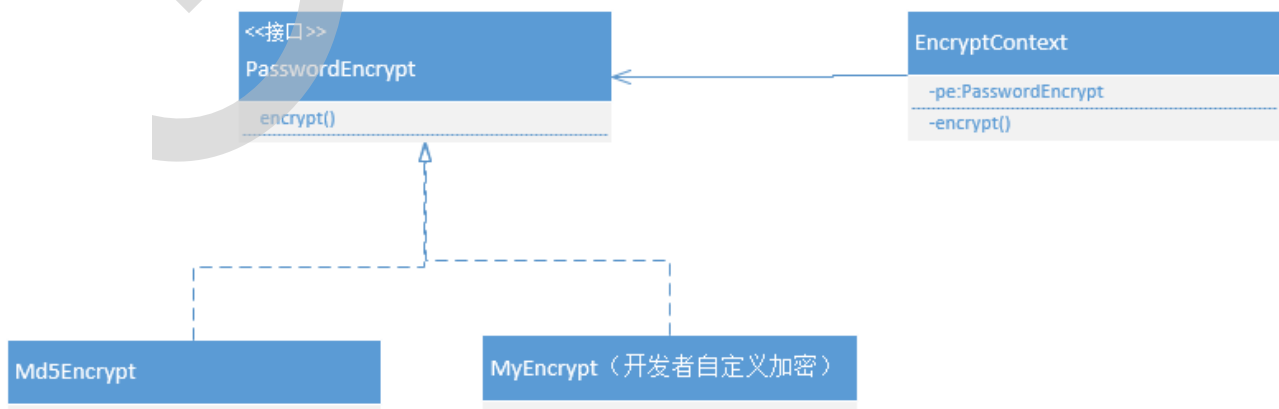 <<接口>>
PasswordEncrypt
encrypt()
EncryptContext
-pe:PasswordEncrypt
-encrypt()
Md5Encrypt
MyEncrypt（开发者自定义加密）